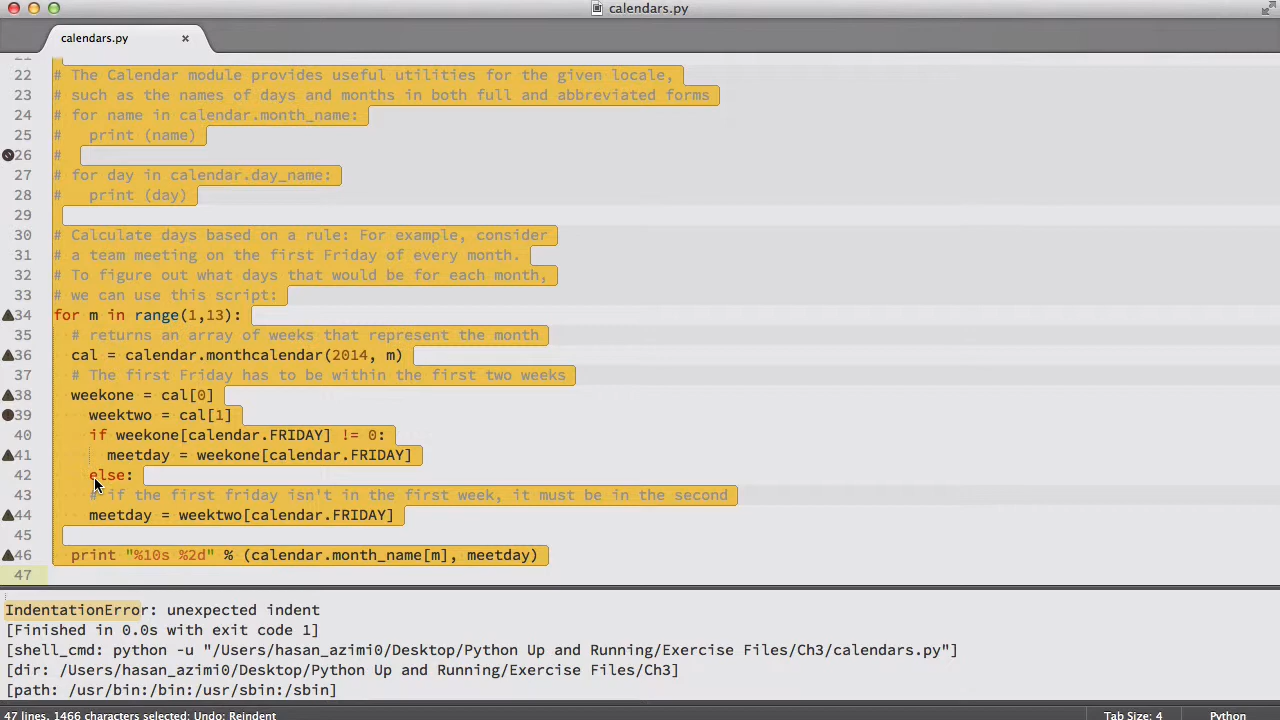 calendars.py
calendars.py ×
21
22 # The Calendar module provides useful utilities for the given locale,
23 # such as the names of days and months in both full and abbreviated forms
24 # for name in calendar.month_name:
25 #   print (name)
26 #
27 # for day in calendar.day_name:
28 #   print (day)
29
30 # Calculate days based on a rule: For example, consider
31 # a team meeting on the first Friday of every month.
32 # To figure out what days that would be for each month,
33 # we can use this script:
34 for m in range(1,13):
35   # returns an array of weeks that represent the month
36   cal = calendar.monthcalendar(2014, m)
37   # The first Friday has to be within the first two weeks
38   weekone = cal[0]
39     weektwo = cal[1]
40     if weekone[calendar.FRIDAY] != 0:
41       meetday = weekone[calendar.FRIDAY]
42     else:
43     # if the first friday isn't in the first week, it must be in the second
44     meetday = weektwo[calendar.FRIDAY]
45
46   print "%10s %2d" % (calendar.month_name[m], meetday)
47
IndentationError: unexpected indent
[Finished in 0.0s with exit code 1]
[shell_cmd: python -u "/Users/hasan_azimi0/Desktop/Python Up and Running/Exercise Files/Ch3/calendars.py"]
[dir: /Users/hasan_azimi0/Desktop/Python Up and Running/Exercise Files/Ch3]
[path: /usr/bin:/bin:/usr/sbin:/sbin]
47 lines, 1466 characters selected; Undo: Reindent Tab Size: 4 Python